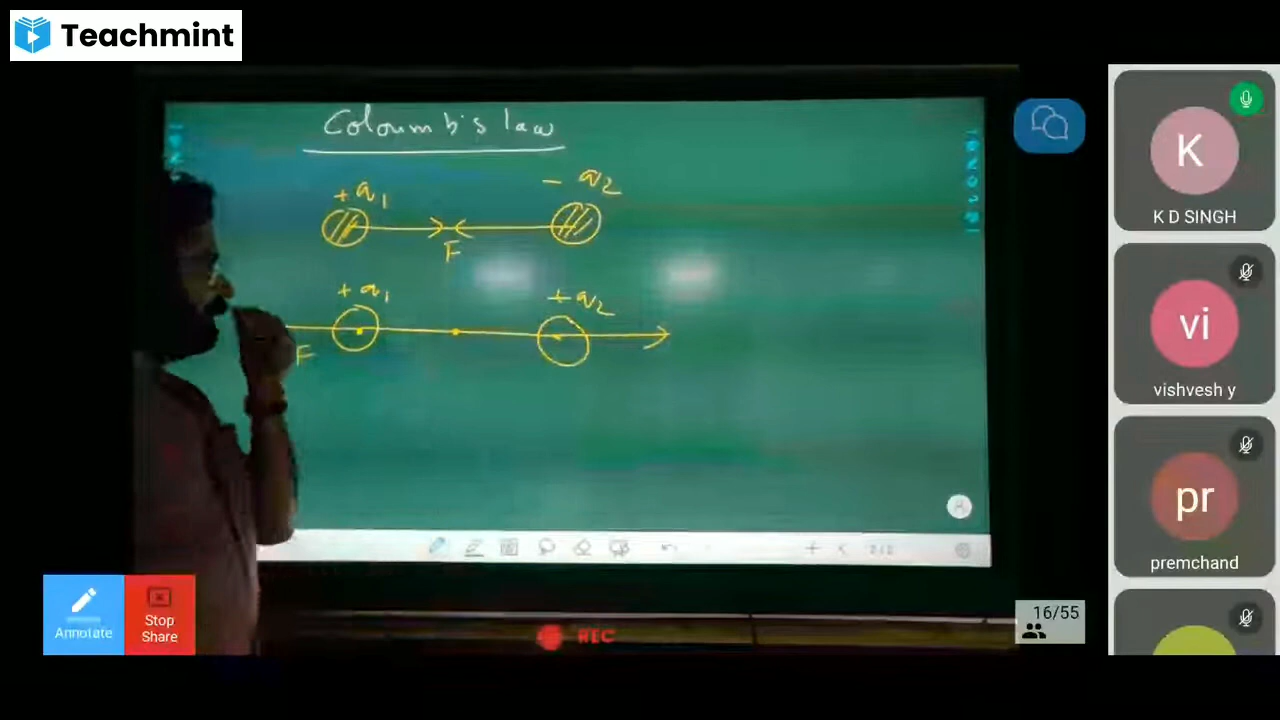 Teachmint
Coloumb's law
+q1
- q2
F
+q1
+q2
F
K
K D SINGH
vi
vishvesh y
pr
premchand
Annotate
Stop
Share
REC
16/55